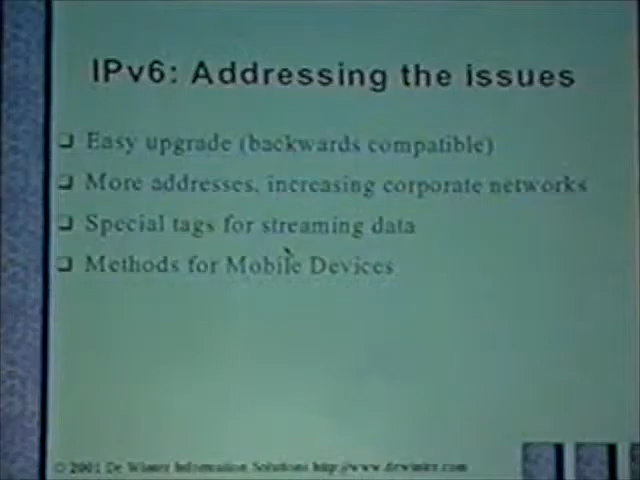 IPv6: Addressing the issues
Easy upgrade (backwards compatible)
More addresses, increasing corporate networks
Special tags for streaming data
Methods for Mobile Devices
© 2001 De Winter Information Solutions http://www.dewinter.com